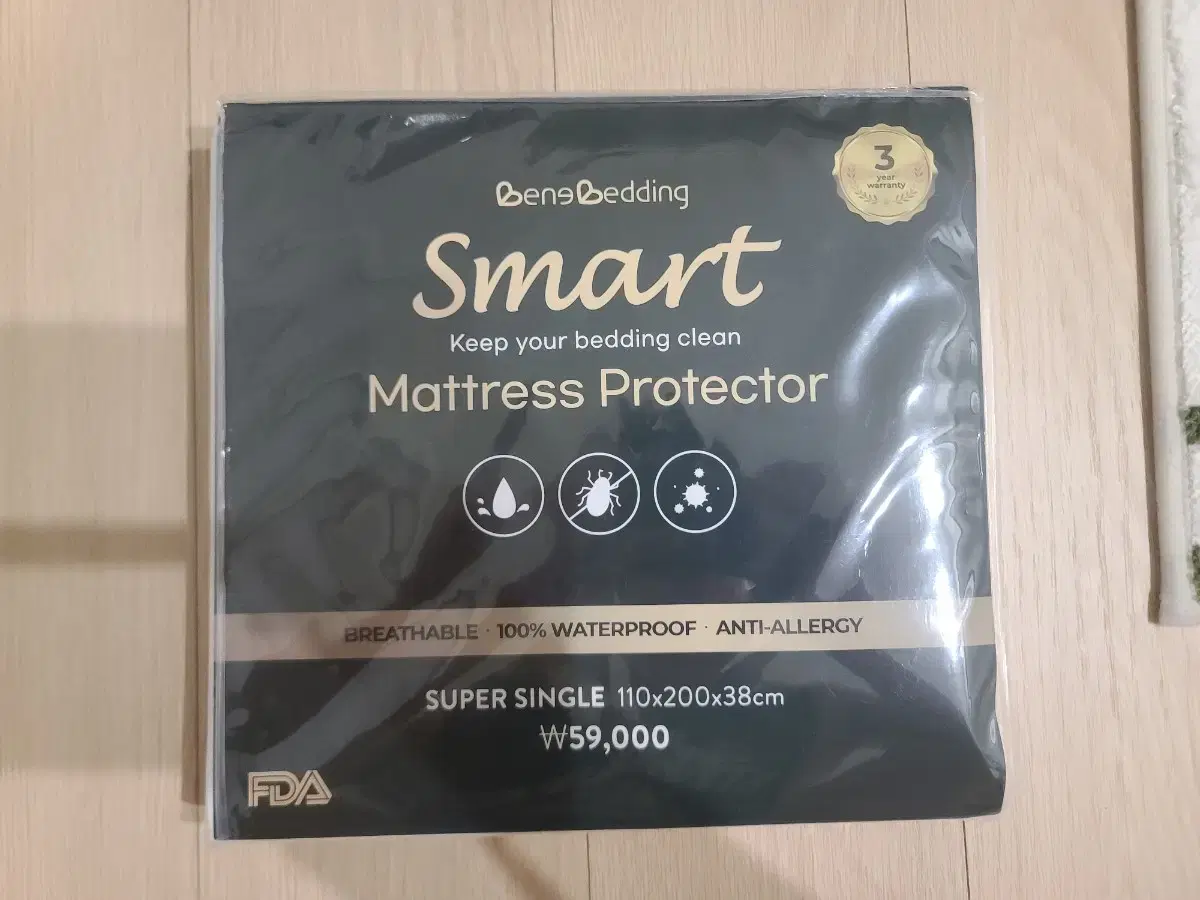 BeneBedding
3
year
warranty
Smart
Keep your bedding clean
Mattress Protector
BREATHABLE · 100% WATERPROOF · ANTI-ALLERGY
SUPER SINGLE 110x200x38cm
₩59,000
FDA